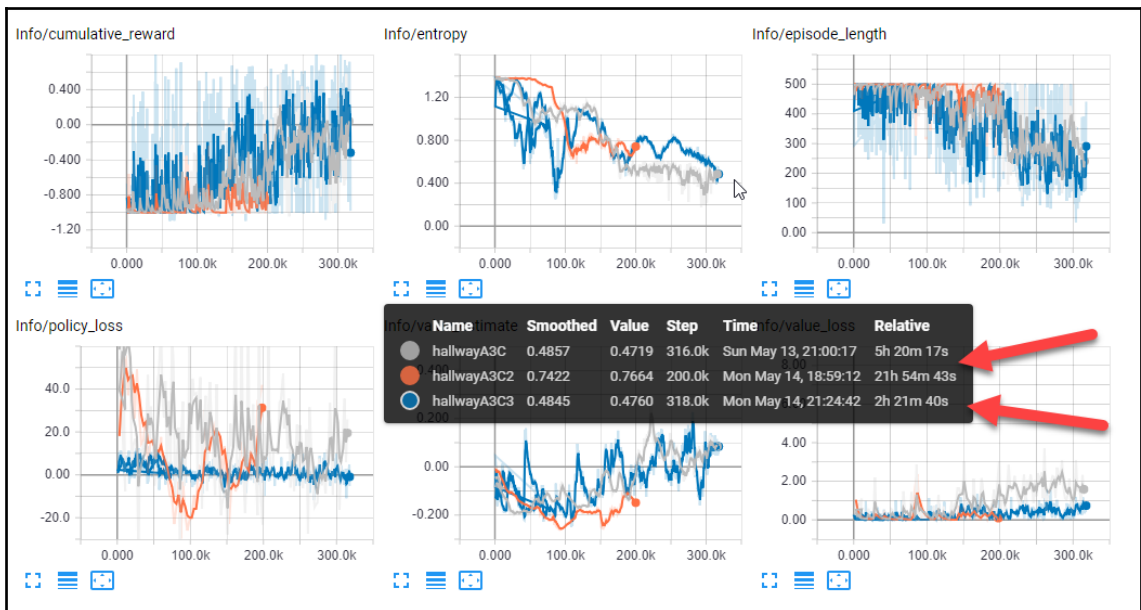 Info/cumulative_reward
0.400
0.00
-0.400
-0.800
-1.20
0.000 100.0k 200.0k 300.0k
Info/entropy
1.20
0.800
0.400
0.00
0.000 100.0k 200.0k 300.0k
Info/episode_length
500
400
300
200
100
0.00
0.000 100.0k 200.0k 300.0k
Info/policy_loss
40.0
20.0
0.00
-20.0
0.000 100.0k 200.0k 300.0k
Name Smoothed Value Step Time Relative
hallwayA3C 0.4857 0.4719 316.0k Sun May 13, 21:00:17 5h 20m 17s
hallwayA3C2 0.7422 0.7664 200.0k Mon May 14, 18:59:12 21h 54m 43s
hallwayA3C3 0.4845 0.4760 318.0k Mon May 14, 21:24:42 2h 21m 40s
0.200
0.00
-0.200
0.000 100.0k 200.0k 300.0k
Info/value_loss
8.00
4.00
2.00
0.00
0.000 100.0k 200.0k 300.0k